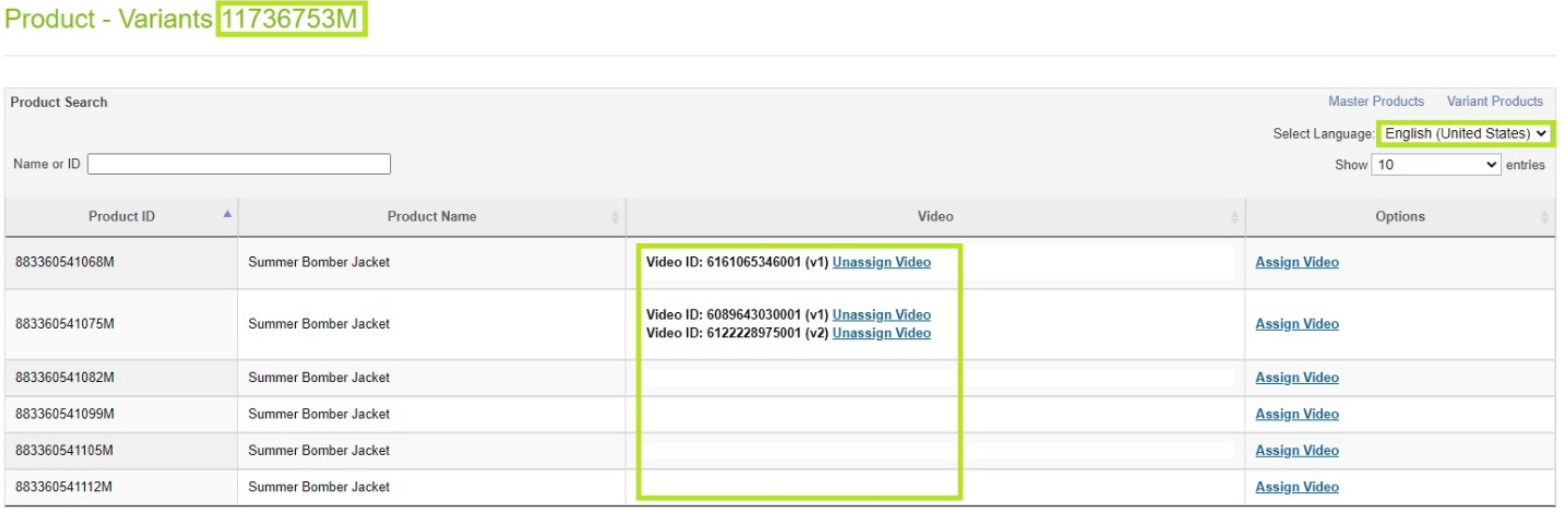 Product - Variants 11736753M
Product Search
Master Products Variant Products
Select Language: English (United States)
Name or ID
Show 10 entries
Product ID Product Name Video Options
883360541068M Summer Bomber Jacket Video ID: 6161065346001 (v1) Unassign Video Assign Video
Video ID: 6089643030001 (v1) Unassign Video
883360541075M Summer Bomber Jacket Assign Video
Video ID: 6122228975001 (v2) Unassign Video
883360541082M Summer Bomber Jacket Assign Video
883360541099M Summer Bomber Jacket Assign Video
883360541105M Summer Bomber Jacket Assign Video
883360541112M Summer Bomber Jacket Assign Video